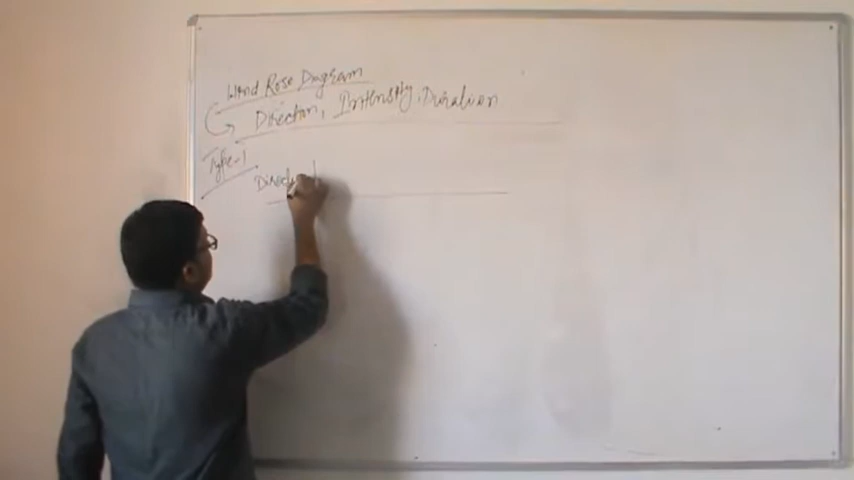 Wind Rose Diagram
Direction, Intensity, Duration
Type-1